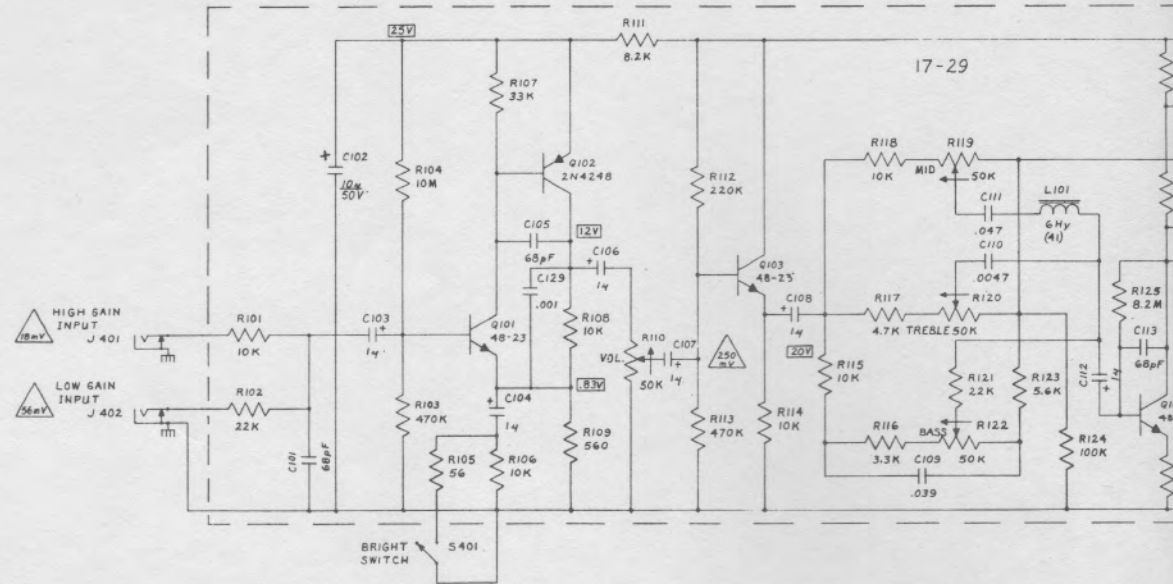 25V
R111
8.2K
17-29
R107
33K
+ C102
10µ
50V
R104
10M
Q102
2N4248
R112
220K
R118
10K
R119
50K
MID
C111
.047
L101
6Hy
(41)
C110
.0047
C105
68pF
12V
C106
+
1µ
C129
.001
Q103
48-23
R125
8.2M
C113
68pF
HIGH GAIN
INPUT
J 401
18mV
R101
10K
C103
+
1µ
Q101
48-23
R108
10K
R110
VOL.
50K
C107
+
1µ
250
mV
C108
+
1µ
20V
R117
4.7K
R120
TREBLE 50K
R115
10K
C112
1µ
+
LOW GAIN
INPUT
J 402
56mV
R102
22K
.83V
C104
+
1µ
R103
470K
R109
560
R113
470K
R114
10K
R121
22K
R123
5.6K
R116
3.3K
BASS
R122
50K
C109
.039
R124
100K
C101
68pF
R105
56
R106
10K
BRIGHT
SWITCH
S401